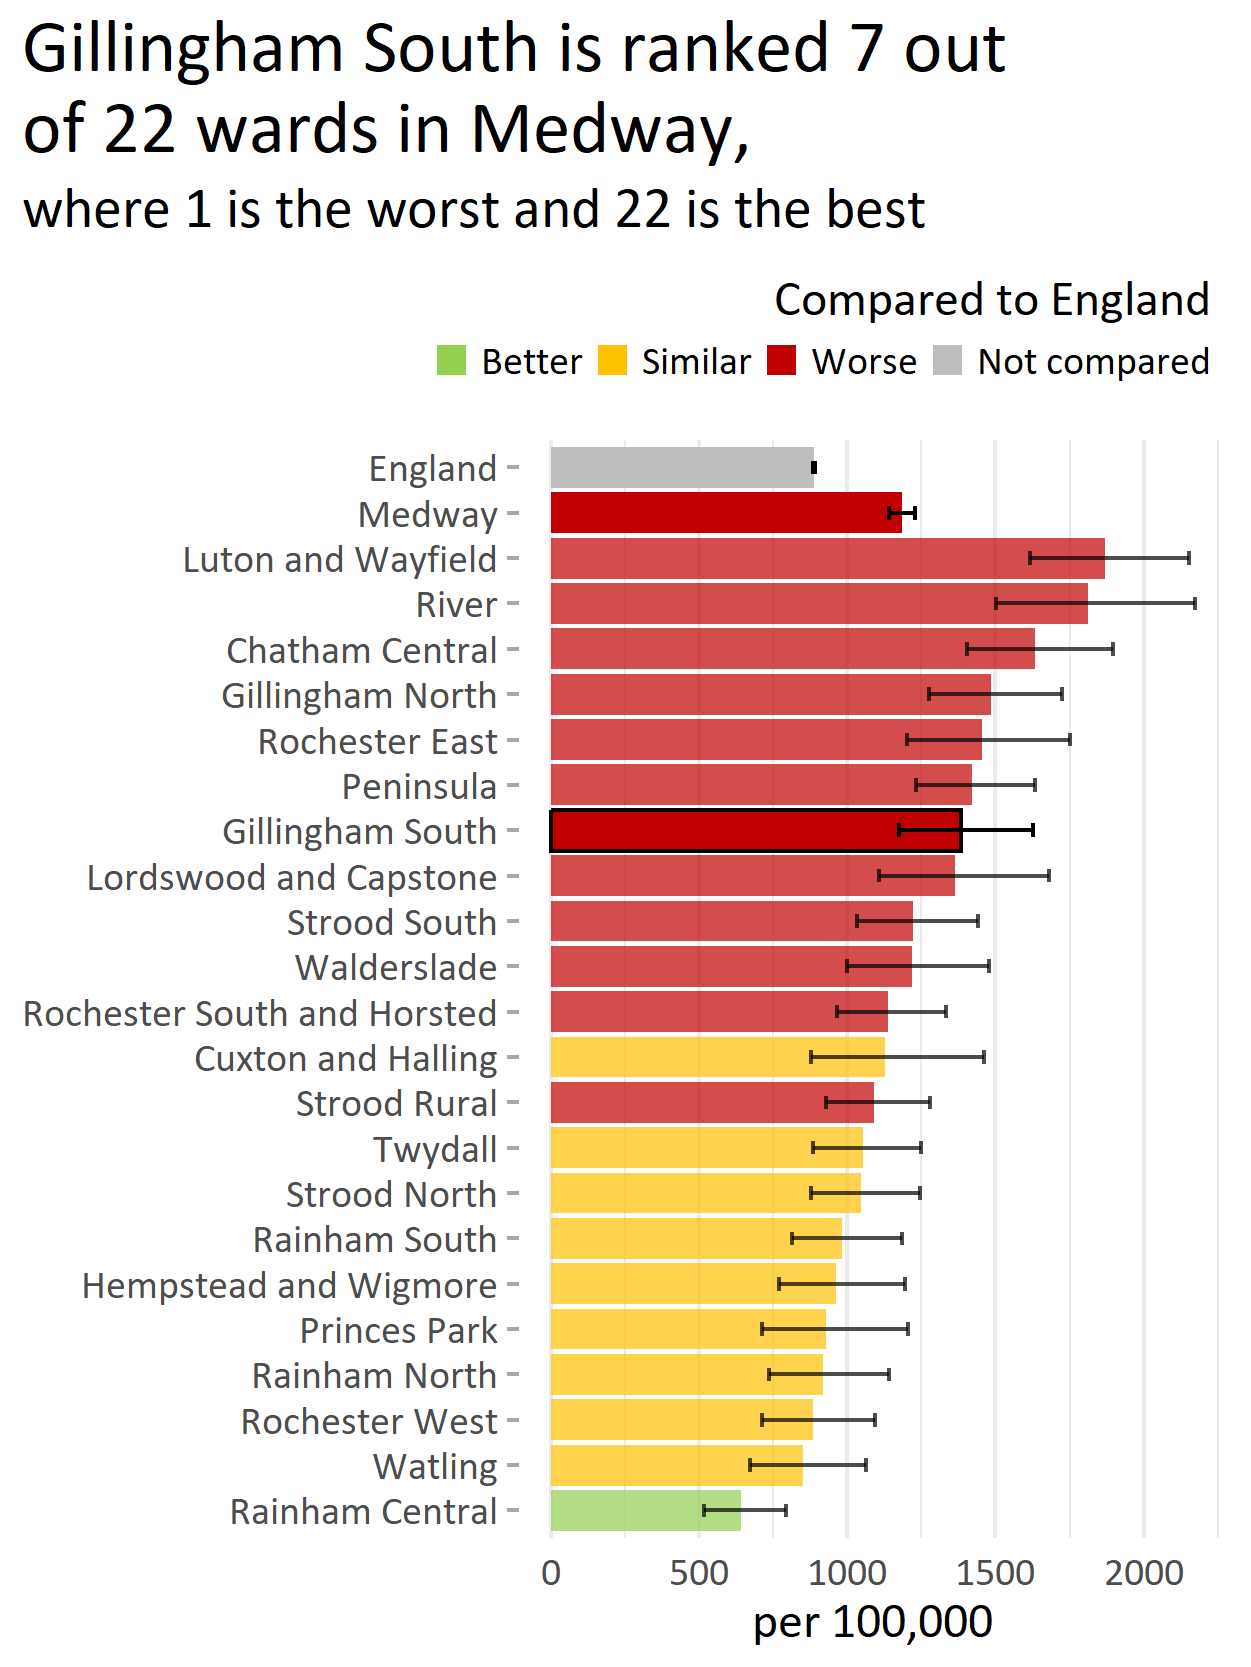 Gillingham South is ranked 7 out
of 22 wards in Medway,
where 1 is the worst and 22 is the best
Compared to England
Better Similar Worse Not compared
England
Medway
Luton and Wayfield
River
Chatham Central
Gillingham North
Rochester East
Peninsula
Gillingham South
Lordswood and Capstone
Strood South
Walderslade
Rochester South and Horsted
Cuxton and Halling
Strood Rural
Twydall
Strood North
Rainham South
Hempstead and Wigmore
Princes Park
Rainham North
Rochester West
Watling
Rainham Central
0 500 1000 1500 2000
per 100,000